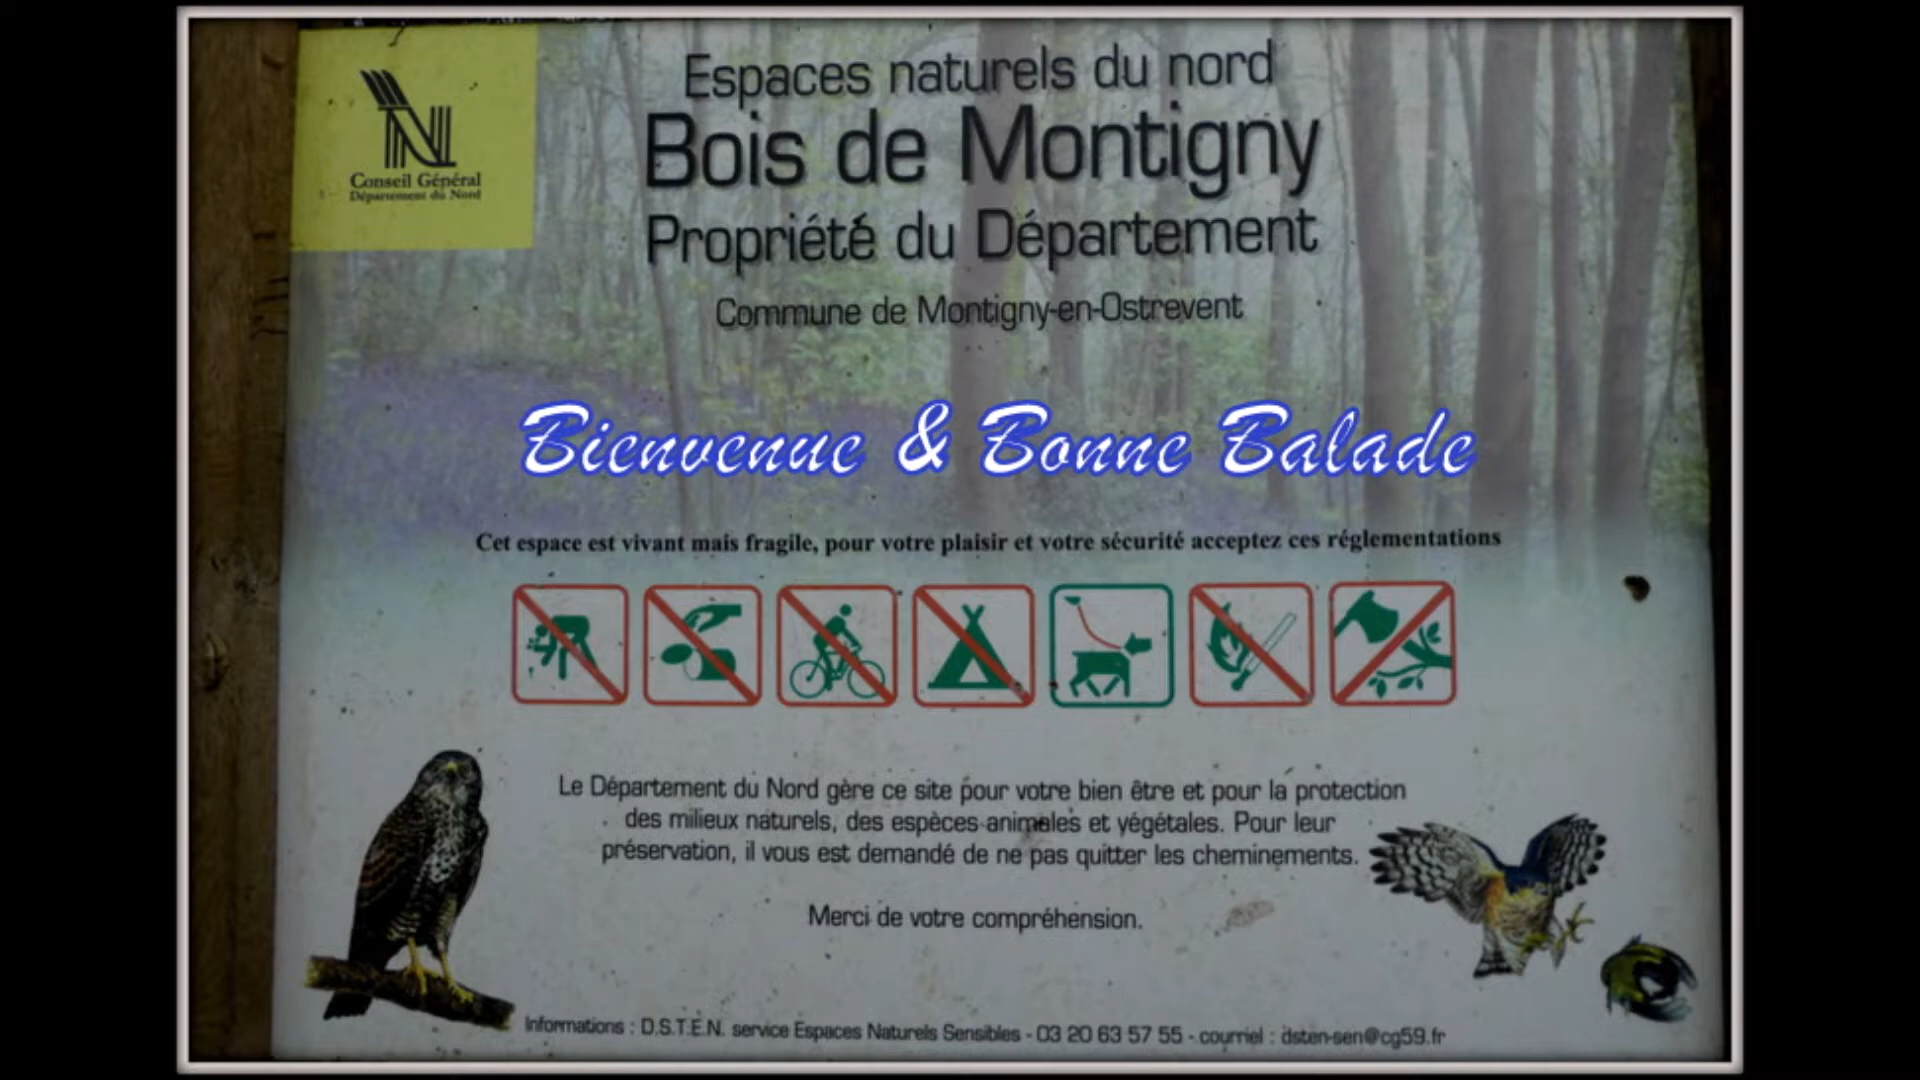 Conseil Général
Département du Nord
Espaces naturels du nord
Bois de Montigny
Propriété du Département
Commune de Montigny-en-Ostrevent
Bienvenue & Bonne Balade
Cet espace est vivant mais fragile, pour votre plaisir et votre sécurité acceptez ces réglementations
Le Département du Nord gère ce site pour votre bien être et pour la protection
des milieux naturels, des espèces animales et végétales. Pour leur
préservation, il vous est demandé de ne pas quitter les cheminements.
Merci de votre compréhension.
Informations : D.S.T.E.N. service Espaces Naturels Sensibles - 03 20 63 57 55 - courriel : dsten-sen@cg59.fr